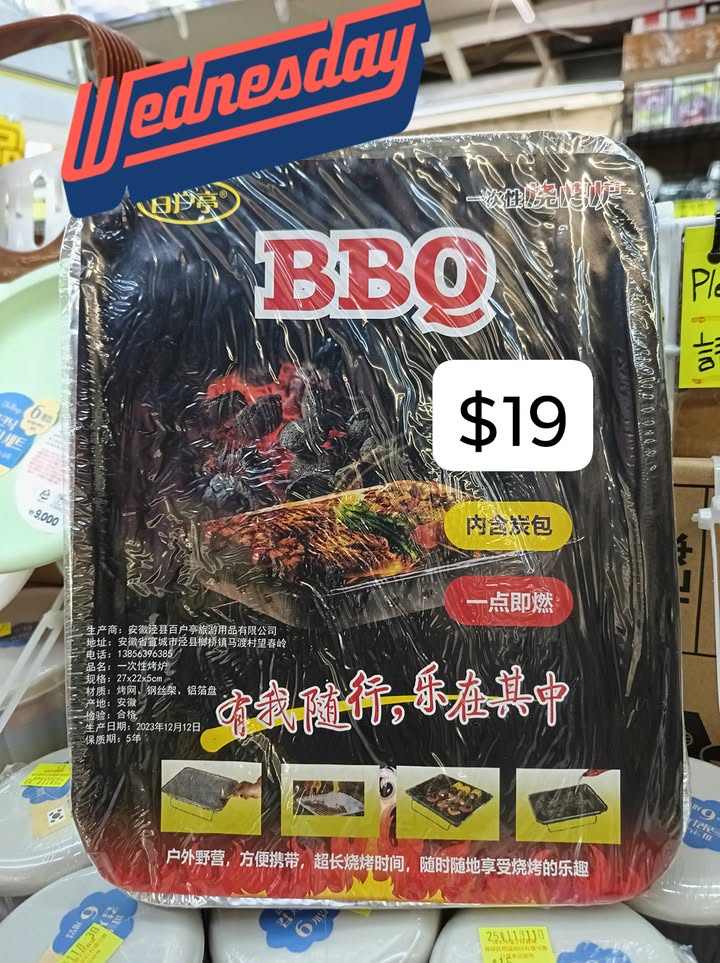 Wednesday
百户亭®
一次性烧烤炉
BBQ
$19
内含炭包
一点即燃
生产商：安徽泾县百户亭旅游用品有限公司
地址：安徽省宣城市泾县榔桥镇马渡村望春岭
电话：13856376385
品名：一次性烤炉
规格：27x22x5cm
材质：烤网、钢丝架、铝箔盘
产地：安徽
检验：合格
生产日期：2023年12月12日
保质期：5年
有我随行，乐在其中
户外野营，方便携带，超长烧烤时间，随时随地享受烧烤的乐趣
₩9,000